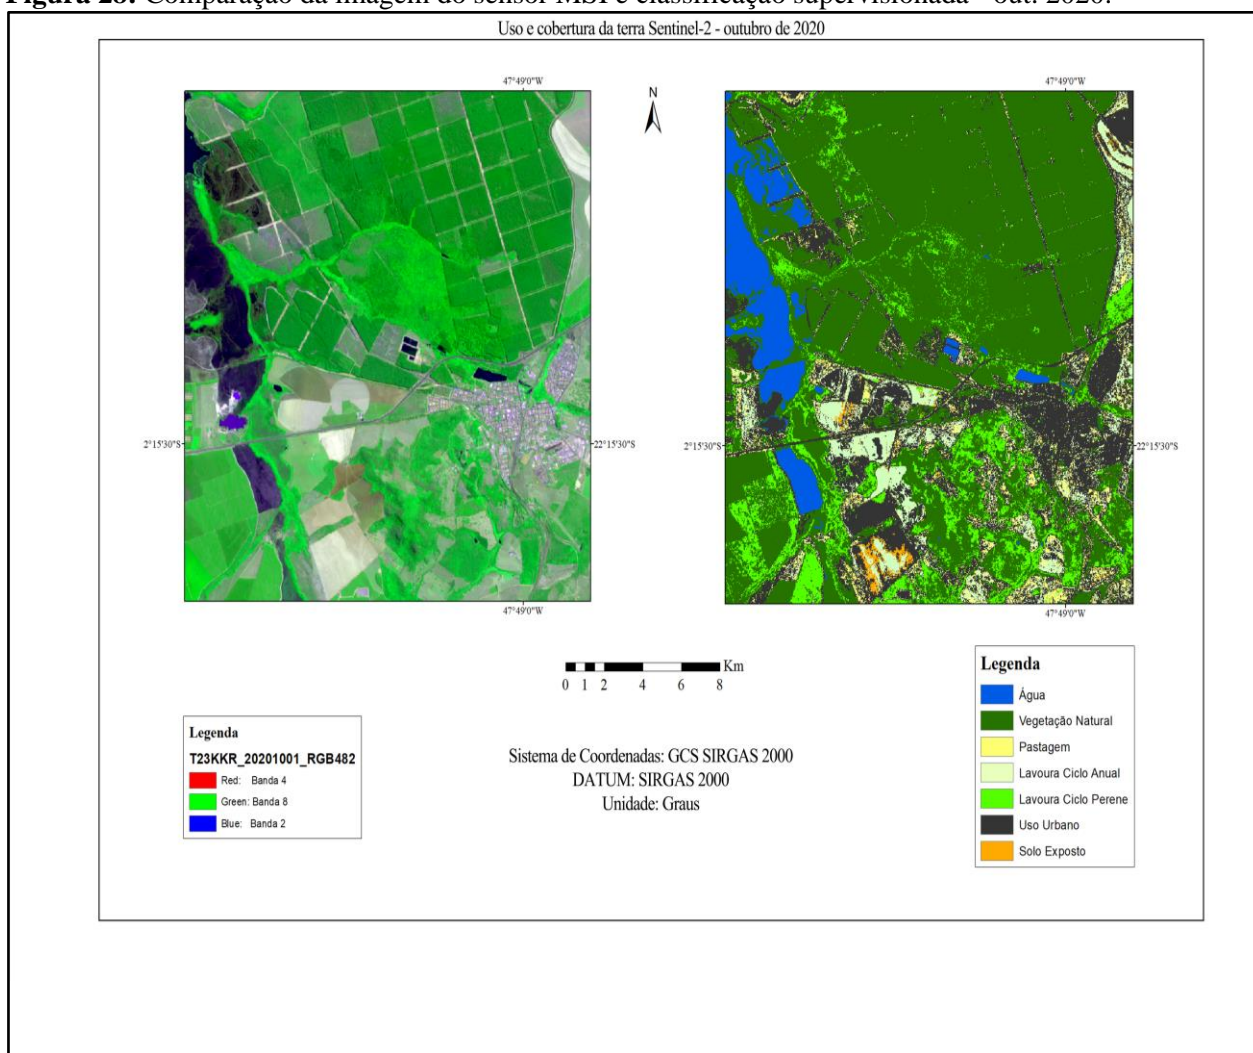 Figura 28: Comparação da imagem do sensor MSI e classificação supervisionada - out. 2020.
Uso e cobertura da terra Sentinel-2 - outubro de 2020
47°49'0"W
N
47°49'0"W
2°15'30"S
22°15'30"S
22°15'30"S
47°49'0"W
47°49'0"W
Km
0 1 2 4 6 8
Legenda
T23KKR_20201001_RGB482
Red: Banda 4
Green: Banda 8
Blue: Banda 2
Sistema de Coordenadas: GCS SIRGAS 2000
DATUM: SIRGAS 2000
Unidade: Graus
Legenda
Água
Vegetação Natural
Pastagem
Lavoura Ciclo Anual
Lavoura Ciclo Perene
Uso Urbano
Solo Exposto